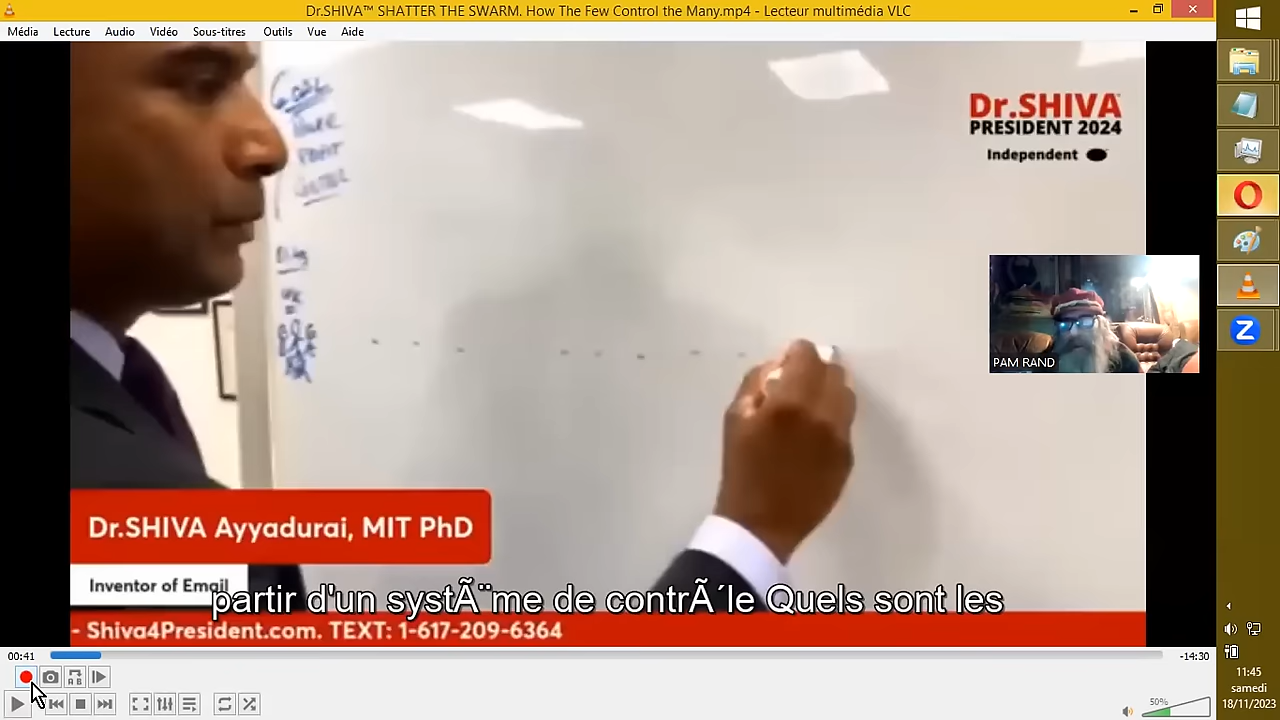 Dr.SHIVA™ SHATTER THE SWARM. How The Few Control the Many.mp4 - Lecteur multimédia VLC
Média Lecture Audio Vidéo Sous-titres Outils Vue Aide
Dr.SHIVA
PRESIDENT 2024
Independent
PAM RAND
Dr.SHIVA Ayyadurai, MIT PhD
Inventor of Email
partir d'un systÃ¨me de contrÃ´le Quels sont les
- Shiva4President.com. TEXT: 1-617-209-6364
00:41
-14:30
50%
11:45
samedi
18/11/2023